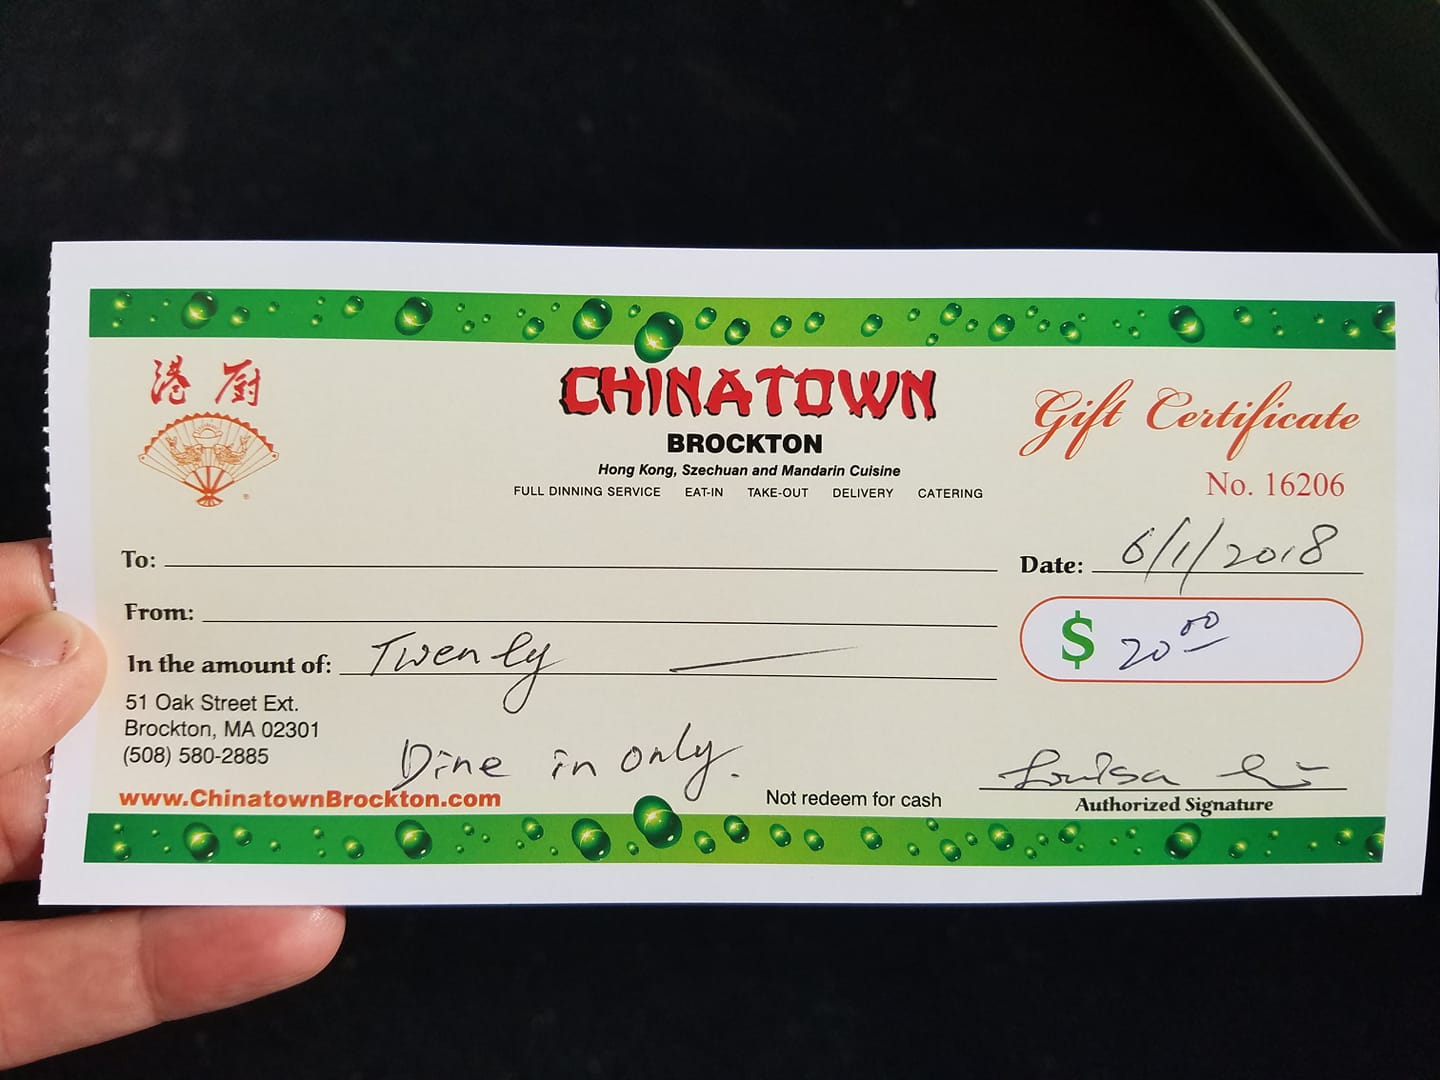 港厨
CHINATOWN
BROCKTON
Hong Kong, Szechuan and Mandarin Cuisine
FULL DINNING SERVICE EAT-IN TAKE-OUT DELIVERY CATERING
Gift Certificate
No. 16206
To:
Date: 6/1/2018
From:
$ 20.00
In the amount of: Twenty
51 Oak Street Ext.
Brockton, MA 02301
(508) 580-2885
Dine in only.
www.ChinatownBrockton.com
Not redeem for cash
Louisa
Authorized Signature